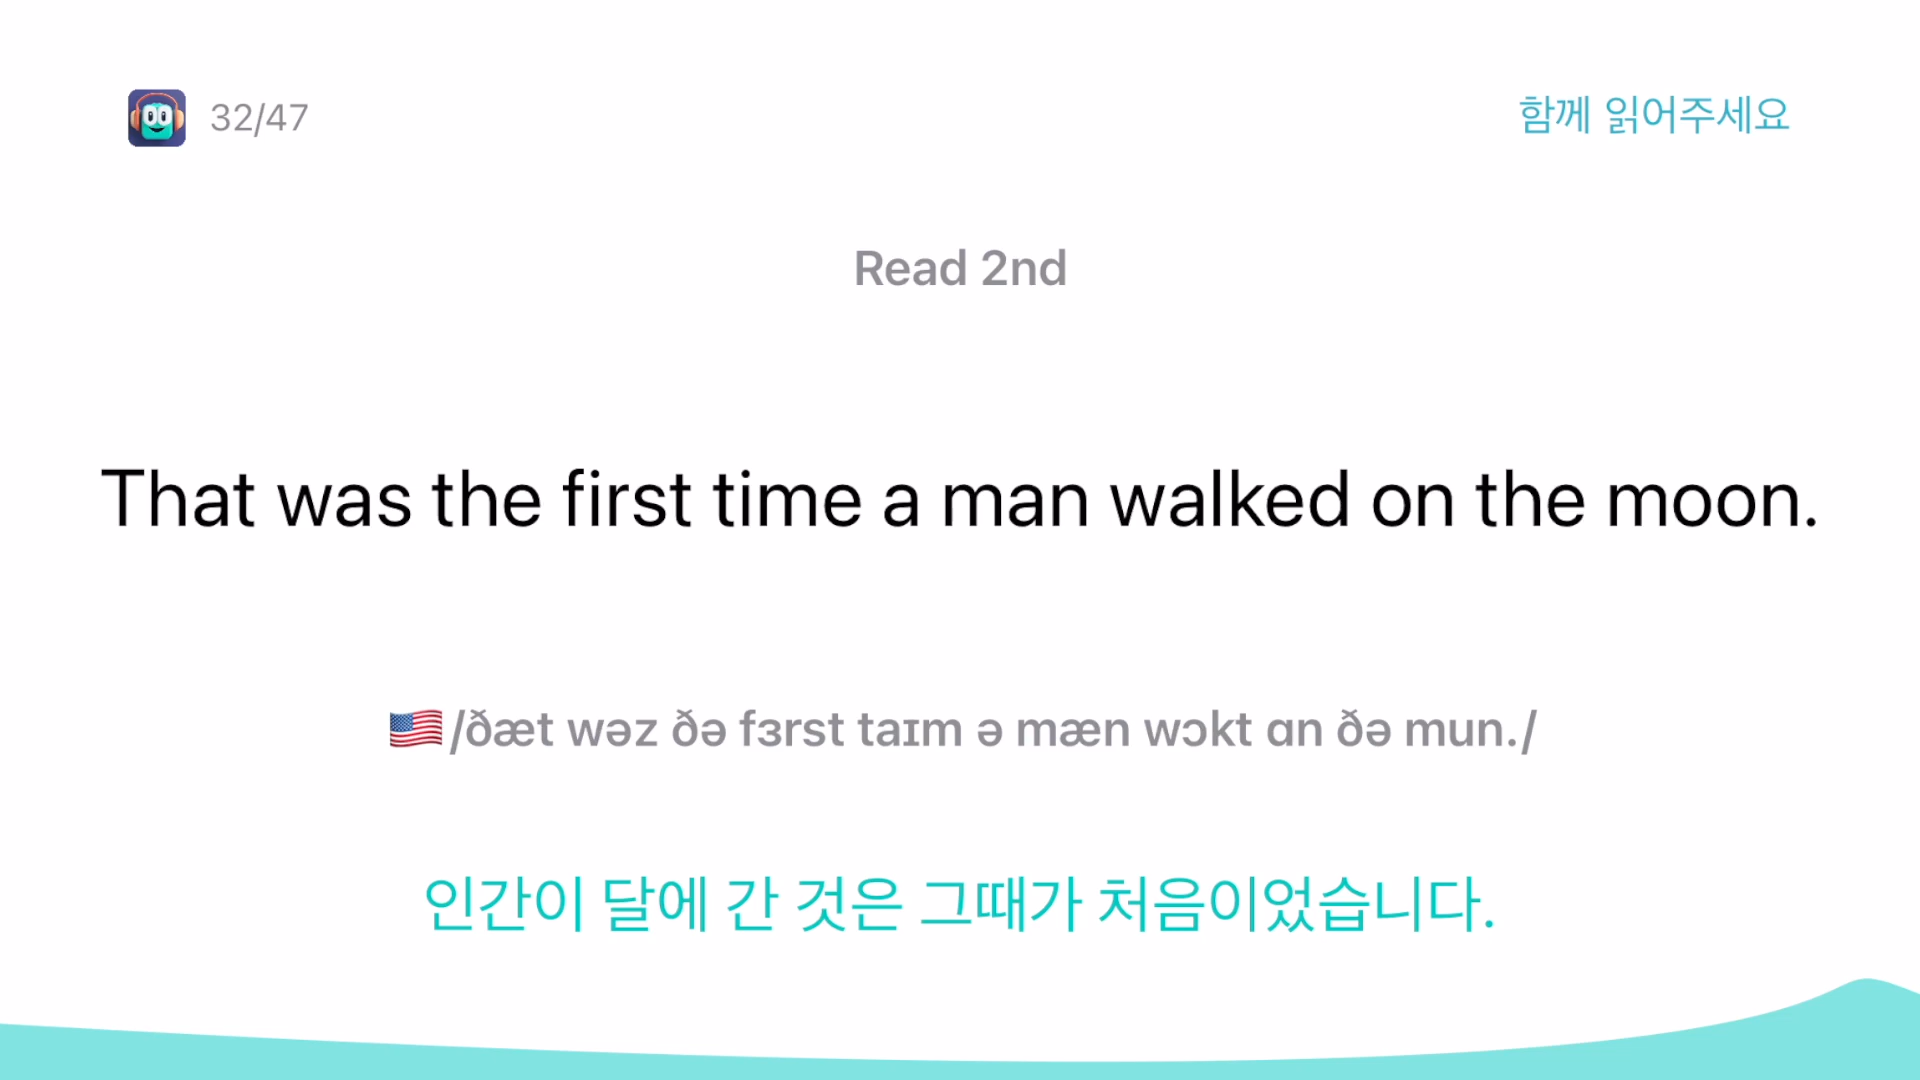 32/47
함께 읽어주세요
Read 2nd
That was the first time a man walked on the moon.
🇺🇸/ðæt wəz ðə fɜrst taɪm ə mæn wɔkt ɑn ðə mun./
인간이 달에 간 것은 그때가 처음이었습니다.